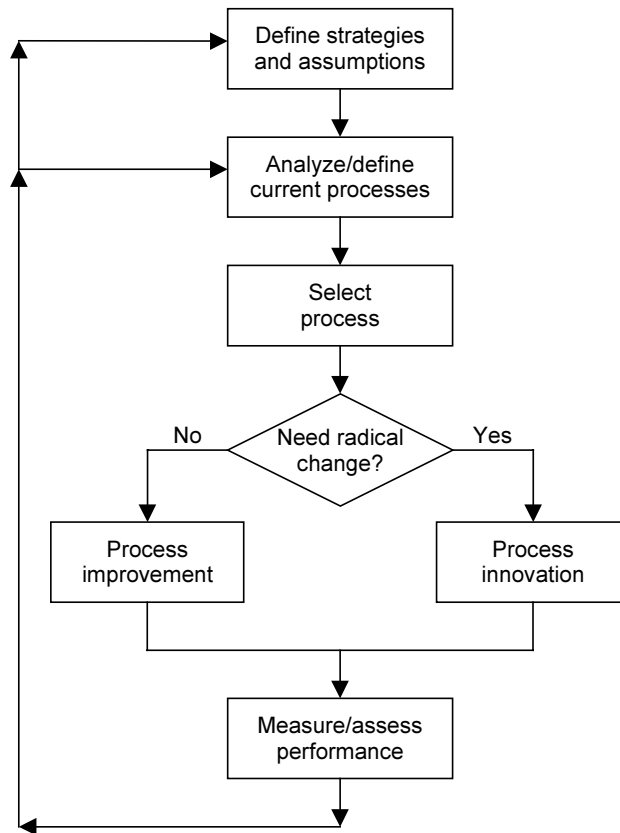 Define strategies
and assumptions
Analyze/define
current processes
Select
process
Need radical
change?
No
Yes
Process
improvement
Process
innovation
Measure/assess
performance